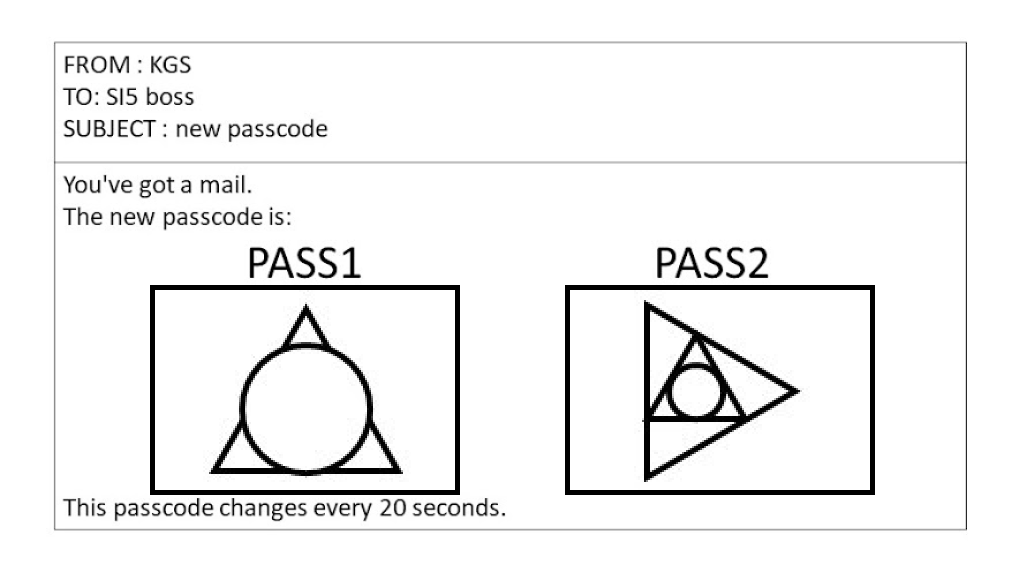 FROM : KGS
TO: SI5 boss
SUBJECT : new passcode
You've got a mail.
The new passcode is:
PASS1
PASS2
This passcode changes every 20 seconds.